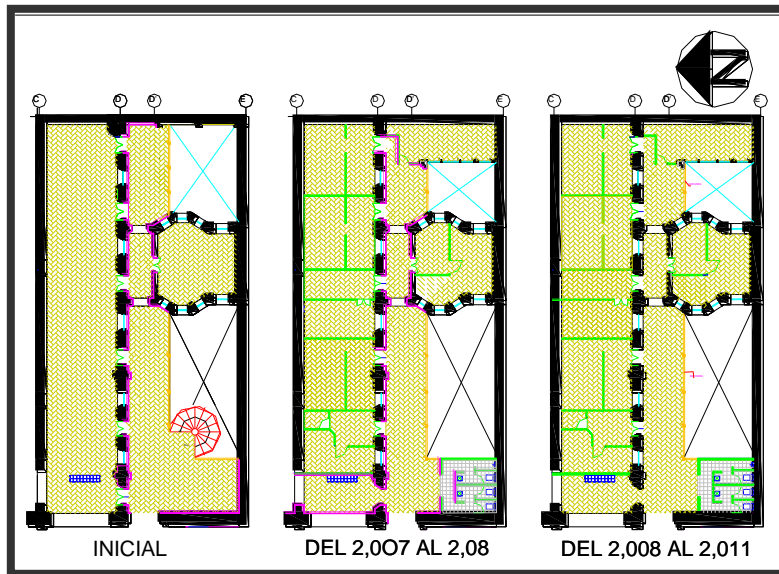 N
C D D' E
C D D' E
C D D' E
INICIAL
DEL 2,0O7 AL 2,08
DEL 2,008 AL 2,011